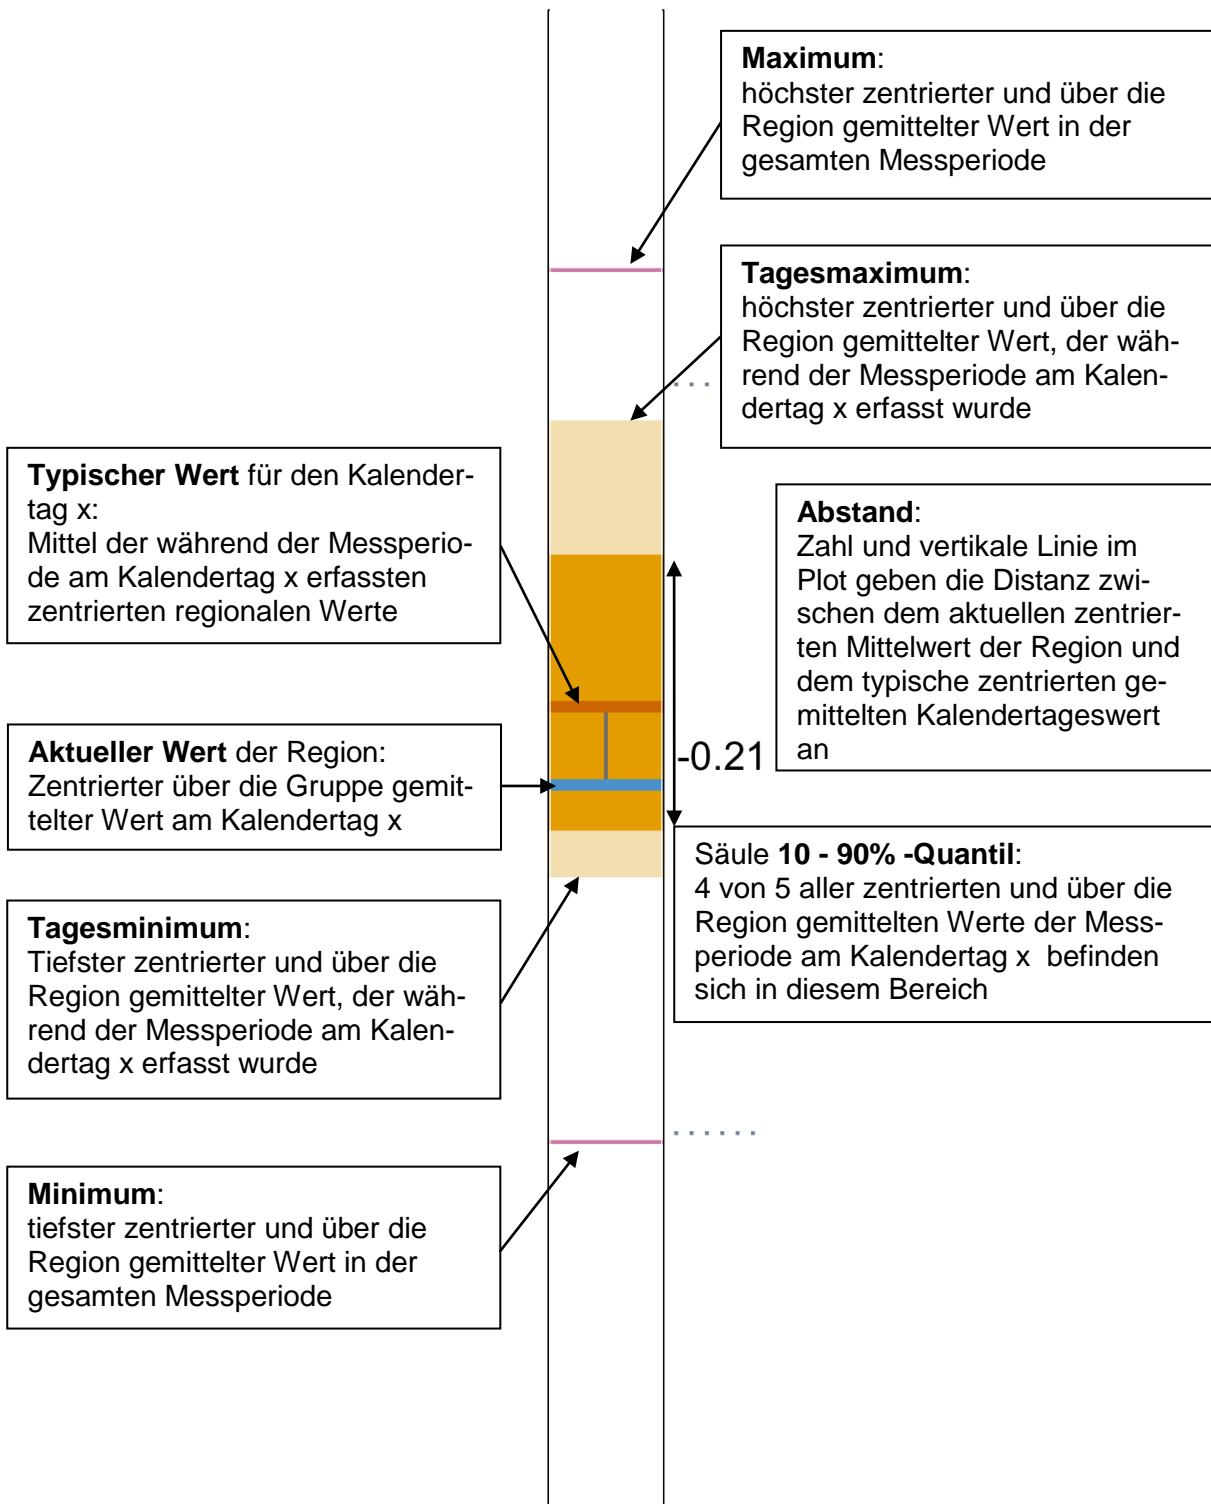 Maximum:
höchster zentrierter und über die
Region gemittelter Wert in der
gesamten Messperiode
Tagesmaximum:
höchster zentrierter und über die
Region gemittelter Wert, der wäh-
rend der Messperiode am Kalen-
dertag x erfasst wurde
Typischer Wert für den Kalender-
tag x:
Mittel der während der Messperio-
de am Kalendertag x erfassten
zentrierten regionalen Werte
Abstand:
Zahl und vertikale Linie im
Plot geben die Distanz zwi-
schen dem aktuellen zentrier-
ten Mittelwert der Region und
dem typische zentrierten ge-
mittelten Kalendertageswert
an
Aktueller Wert der Region:
Zentrierter über die Gruppe gemit-
telter Wert am Kalendertag x
-0.21
Säule 10 - 90% -Quantil:
4 von 5 aller zentrierten und über die
Region gemittelten Werte der Mess-
periode am Kalendertag x befinden
sich in diesem Bereich
Tagesminimum:
Tiefster zentrierter und über die
Region gemittelter Wert, der wäh-
rend der Messperiode am Kalen-
dertag x erfasst wurde
Minimum:
tiefster zentrierter und über die
Region gemittelter Wert in der
gesamten Messperiode